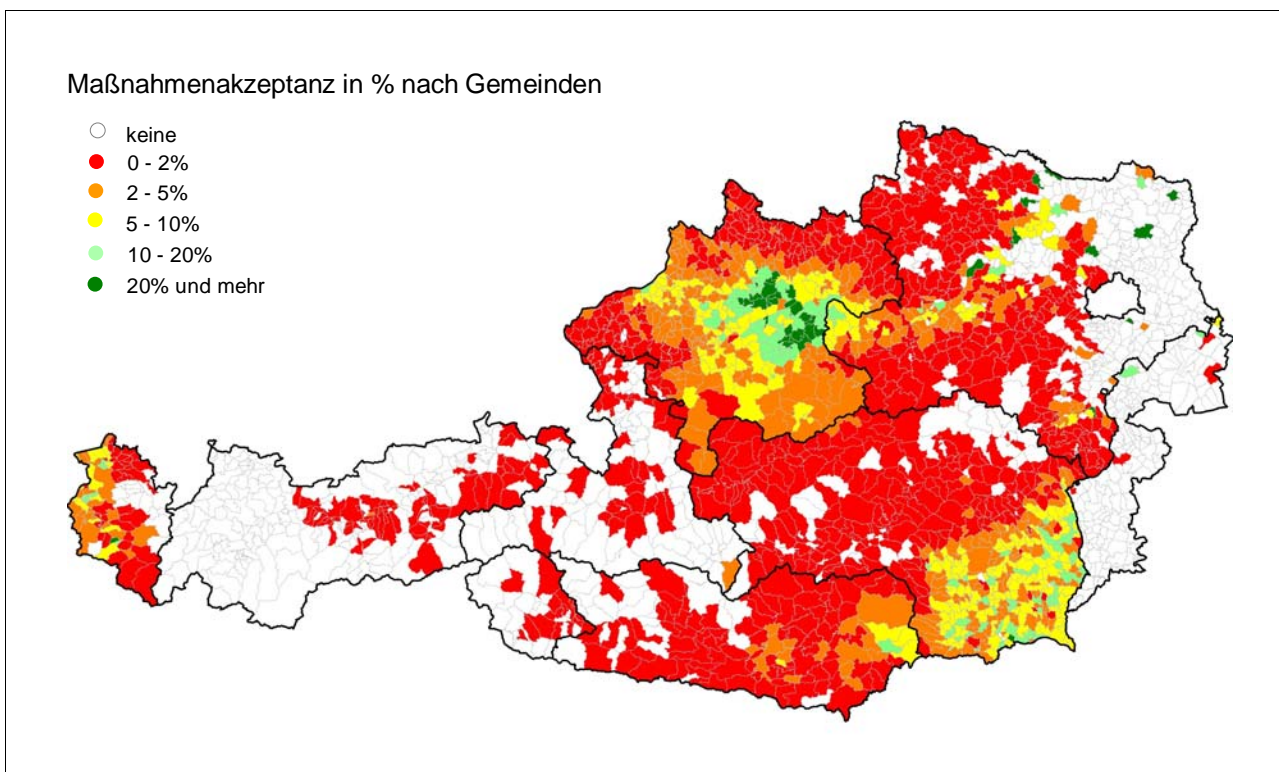 Maßnahmenakzeptanz in % nach Gemeinden
keine
0 - 2%
2 - 5%
5 - 10%
10 - 20%
20% und mehr